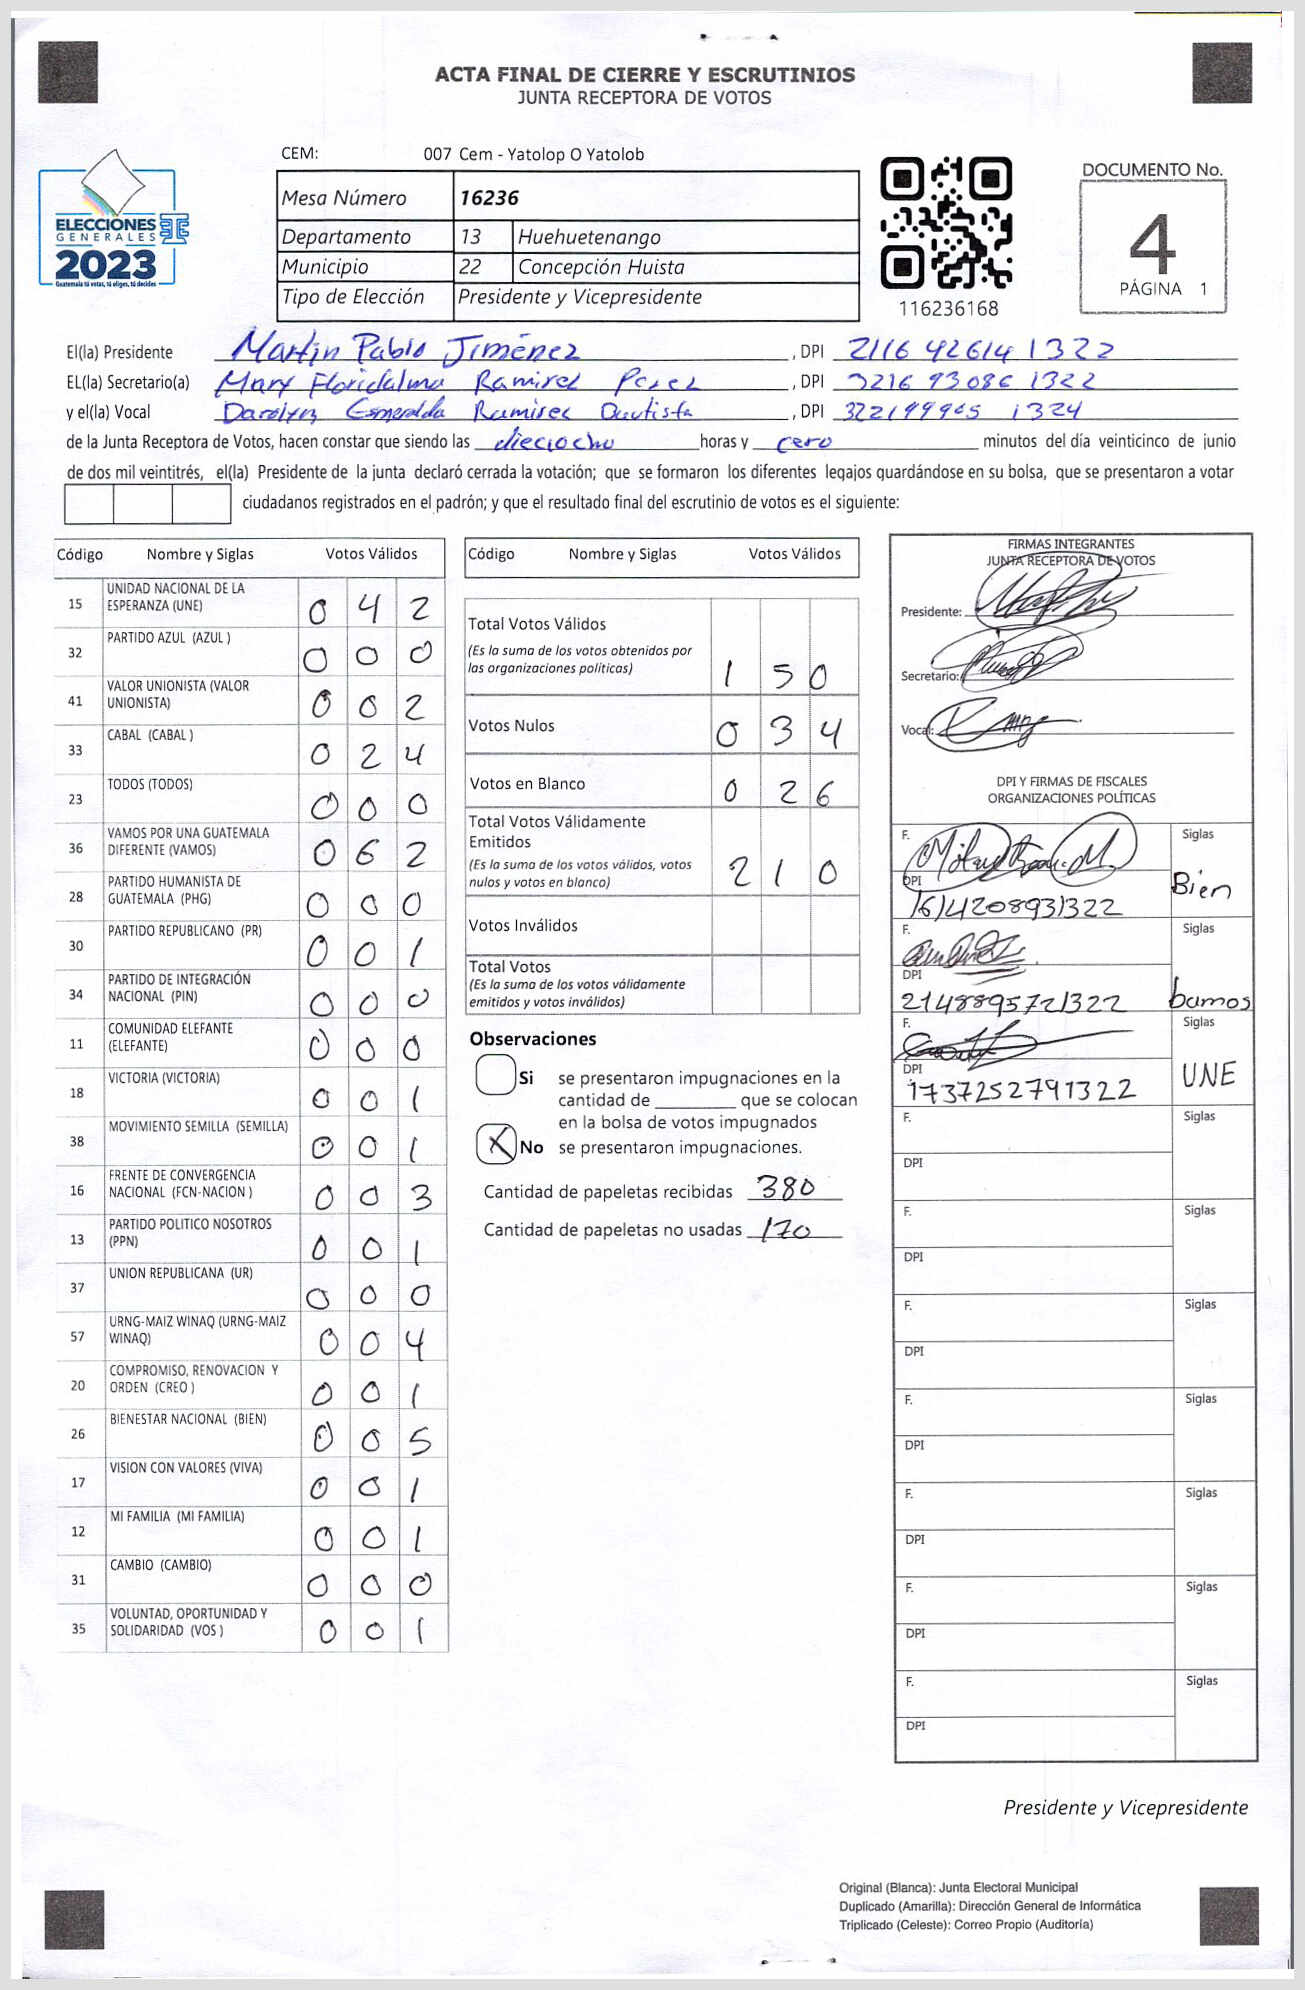 ACTA FINAL DE CIERRE Y ESCRUTINIOS
JUNTA RECEPTORA DE VOTOS
CEM: 007 Cem - Yatolop O Yatolob
ELECCIONES
GENERALES
2023
Guatemala tú votas, tú eliges, tú decides
Mesa Número 16236
Departamento 13 Huehuetenango
Municipio 22 Concepción Huista
Tipo de Elección Presidente y Vicepresidente
116236168
DOCUMENTO No.
4
PÁGINA 1
El(la) Presidente Martin Pablo Jiménez, DPI 2116 42614 1322
EL(la) Secretario(a) Mary Floridalma Ramirez Perez, DPI 3216 93086 1322
y el(la) Vocal Esmeralda Ramirez Bautista, DPI 1324
de la Junta Receptora de Votos, hacen constar que siendo las dieciocho horas y cero minutos del día veinticinco de junio
de dos mil veintitrés, el(la) Presidente de la junta declaró cerrada la votación; que se formaron los diferentes legajos guardándose en su bolsa, que se presentaron a votar
ciudadanos registrados en el padrón; y que el resultado final del escrutinio de votos es el siguiente:
Código Nombre y Siglas Votos Válidos
15 UNIDAD NACIONAL DE LA ESPERANZA (UNE) 0 4 2
32 PARTIDO AZUL (AZUL ) 0 0 0
41 VALOR UNIONISTA (VALOR UNIONISTA) 0 0 2
33 CABAL (CABAL ) 0 2 4
23 TODOS (TODOS) 0 0 0
36 VAMOS POR UNA GUATEMALA DIFERENTE (VAMOS) 0 6 2
28 PARTIDO HUMANISTA DE GUATEMALA (PHG) 0 0 0
30 PARTIDO REPUBLICANO (PR) 0 0 1
34 PARTIDO DE INTEGRACIÓN NACIONAL (PIN) 0 0 0
11 COMUNIDAD ELEFANTE (ELEFANTE) 0 0 0
18 VICTORIA (VICTORIA) 0 0 1
38 MOVIMIENTO SEMILLA (SEMILLA) 0 0 1
16 FRENTE DE CONVERGENCIA NACIONAL (FCN-NACION ) 0 0 3
13 PARTIDO POLITICO NOSOTROS (PPN) 0 0 1
37 UNION REPUBLICANA (UR) 0 0 0
57 URNG-MAIZ WINAQ (URNG-MAIZ WINAQ) 0 0 4
20 COMPROMISO, RENOVACION Y ORDEN (CREO ) 0 0 1
26 BIENESTAR NACIONAL (BIEN) 0 0 5
17 VISION CON VALORES (VIVA) 0 0 1
12 MI FAMILIA (MI FAMILIA) 0 0 1
31 CAMBIO (CAMBIO) 0 0 0
35 VOLUNTAD, OPORTUNIDAD Y SOLIDARIDAD (VOS ) 0 0 1
Código Nombre y Siglas Votos Válidos
Total Votos Válidos
(Es la suma de los votos obtenidos por
las organizaciones políticas) 1 5 0
Votos Nulos 0 3 4
Votos en Blanco 0 2 6
Total Votos Válidamente
Emitidos
(Es la suma de los votos válidos, votos
nulos y votos en blanco) 2 1 0
Votos Inválidos
Total Votos
(Es la suma de los votos válidamente
emitidos y votos inválidos)
Observaciones
Si se presentaron impugnaciones en la
cantidad de ________ que se colocan
en la bolsa de votos impugnados
X No se presentaron impugnaciones.
Cantidad de papeletas recibidas 380
Cantidad de papeletas no usadas 170
FIRMAS INTEGRANTES
JUNTA RECEPTORA DE VOTOS
Presidente:
Secretario:
Vocal:
DPI Y FIRMAS DE FISCALES
ORGANIZACIONES POLÍTICAS
F. Siglas
DPI Bien
1614208931322
F. Siglas
DPI
2148895721322 bamos
F. Siglas
DPI UNE
1737252791322
F. Siglas
DPI
F. Siglas
DPI
F. Siglas
DPI
F. Siglas
DPI
F. Siglas
DPI
F. Siglas
DPI
F. Siglas
DPI
Presidente y Vicepresidente
Original (Blanca): Junta Electoral Municipal
Duplicado (Amarilla): Dirección General de Informática
Triplicado (Celeste): Correo Propio (Auditoría)